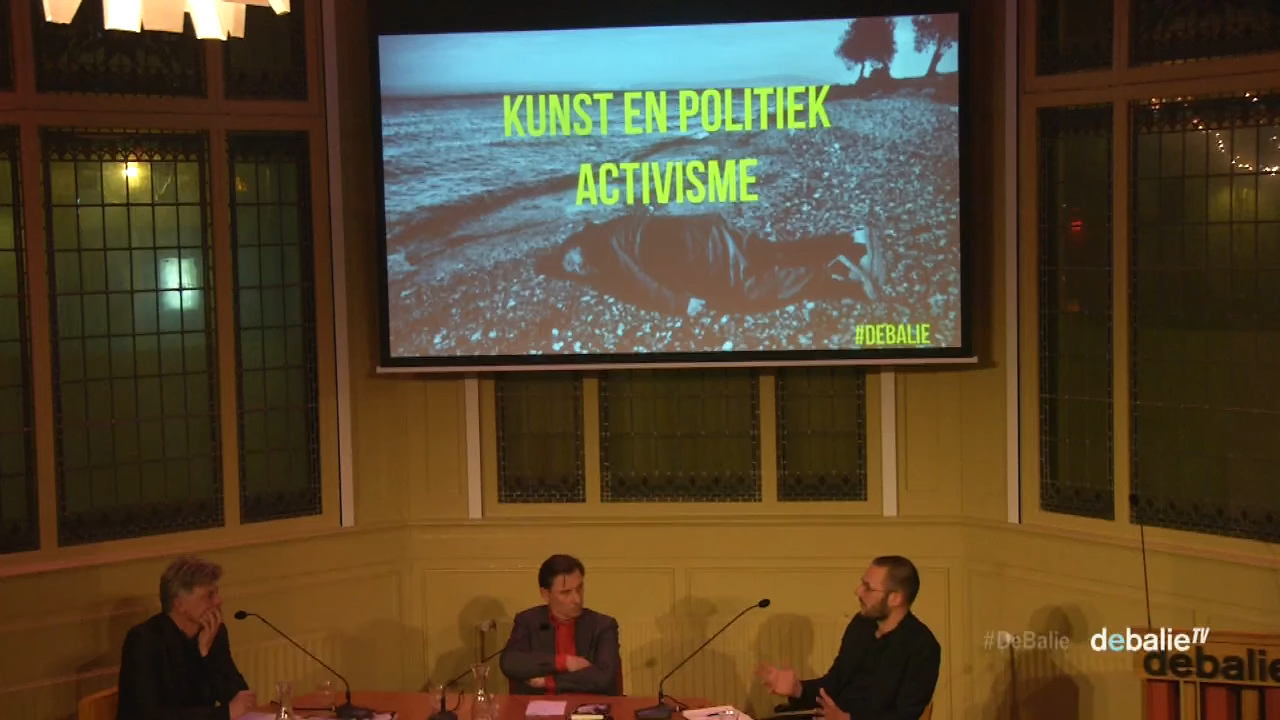 KUNST EN POLITIEK
ACTIVISME
#DEBALIE
#DeBalie debalieTV
debalie